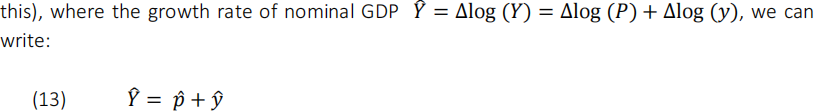 this), where the growth rate of nominal GDP Ŷ = Δlog (Y) = Δlog (P) + Δlog (y), we can
write:
(13) Ŷ = p̂ + ŷ